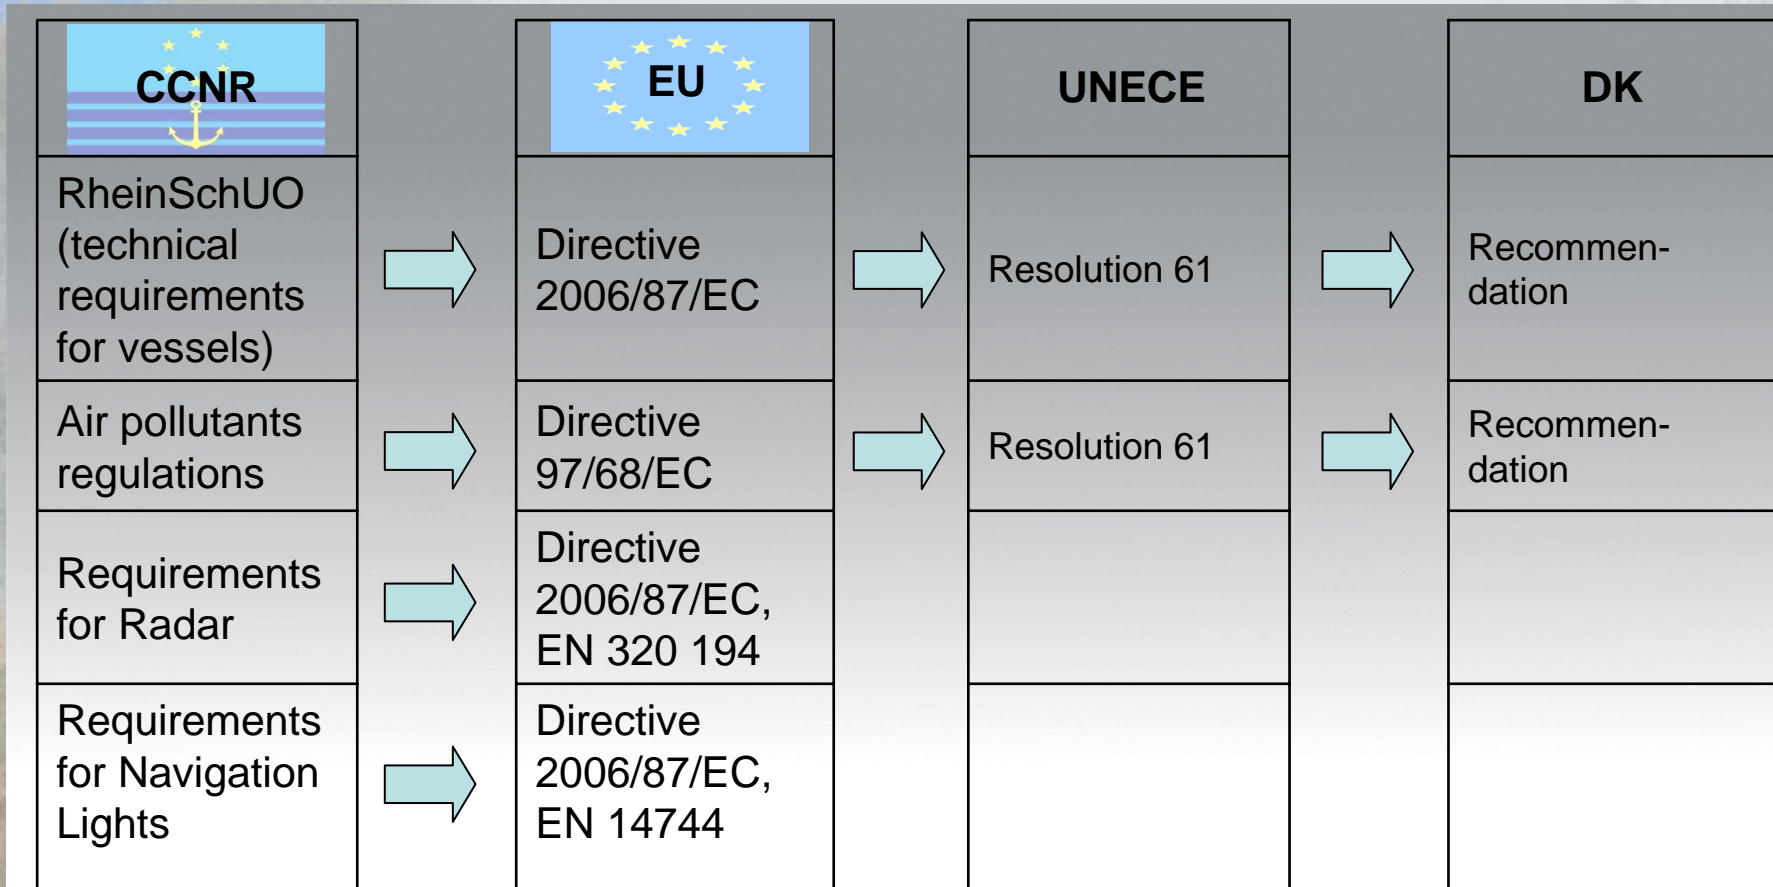 CCNR
EU
UNECE
DK
RheinSchUO
(technical
requirements
for vessels)
Directive
2006/87/EC
Resolution 61
Recommen-
dation
Air pollutants
regulations
Directive
97/68/EC
Resolution 61
Recommen-
dation
Requirements
for Radar
Directive
2006/87/EC,
EN 320 194
Requirements
for Navigation
Lights
Directive
2006/87/EC,
EN 14744